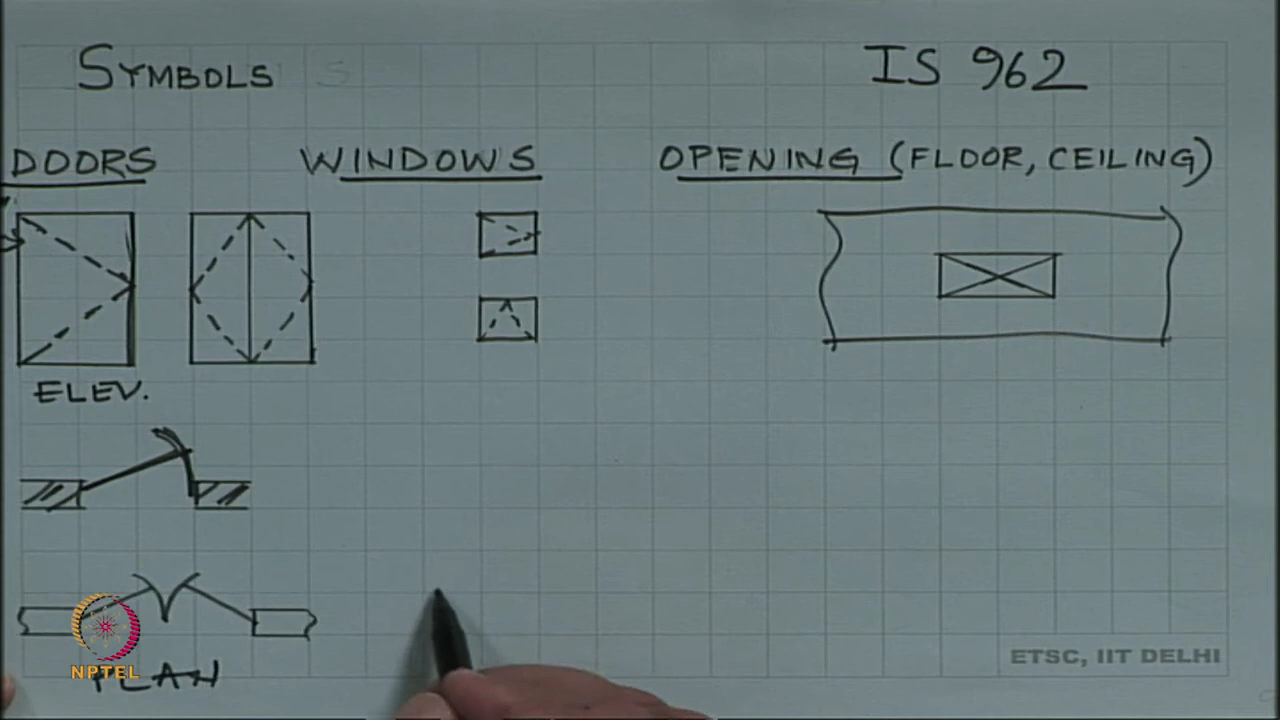 SYMBOLS IS 962
DOORS WINDOWS OPENING (FLOOR, CEILING)
ELEV.
PLAN
NPTEL
ETSC, IIT DELHI